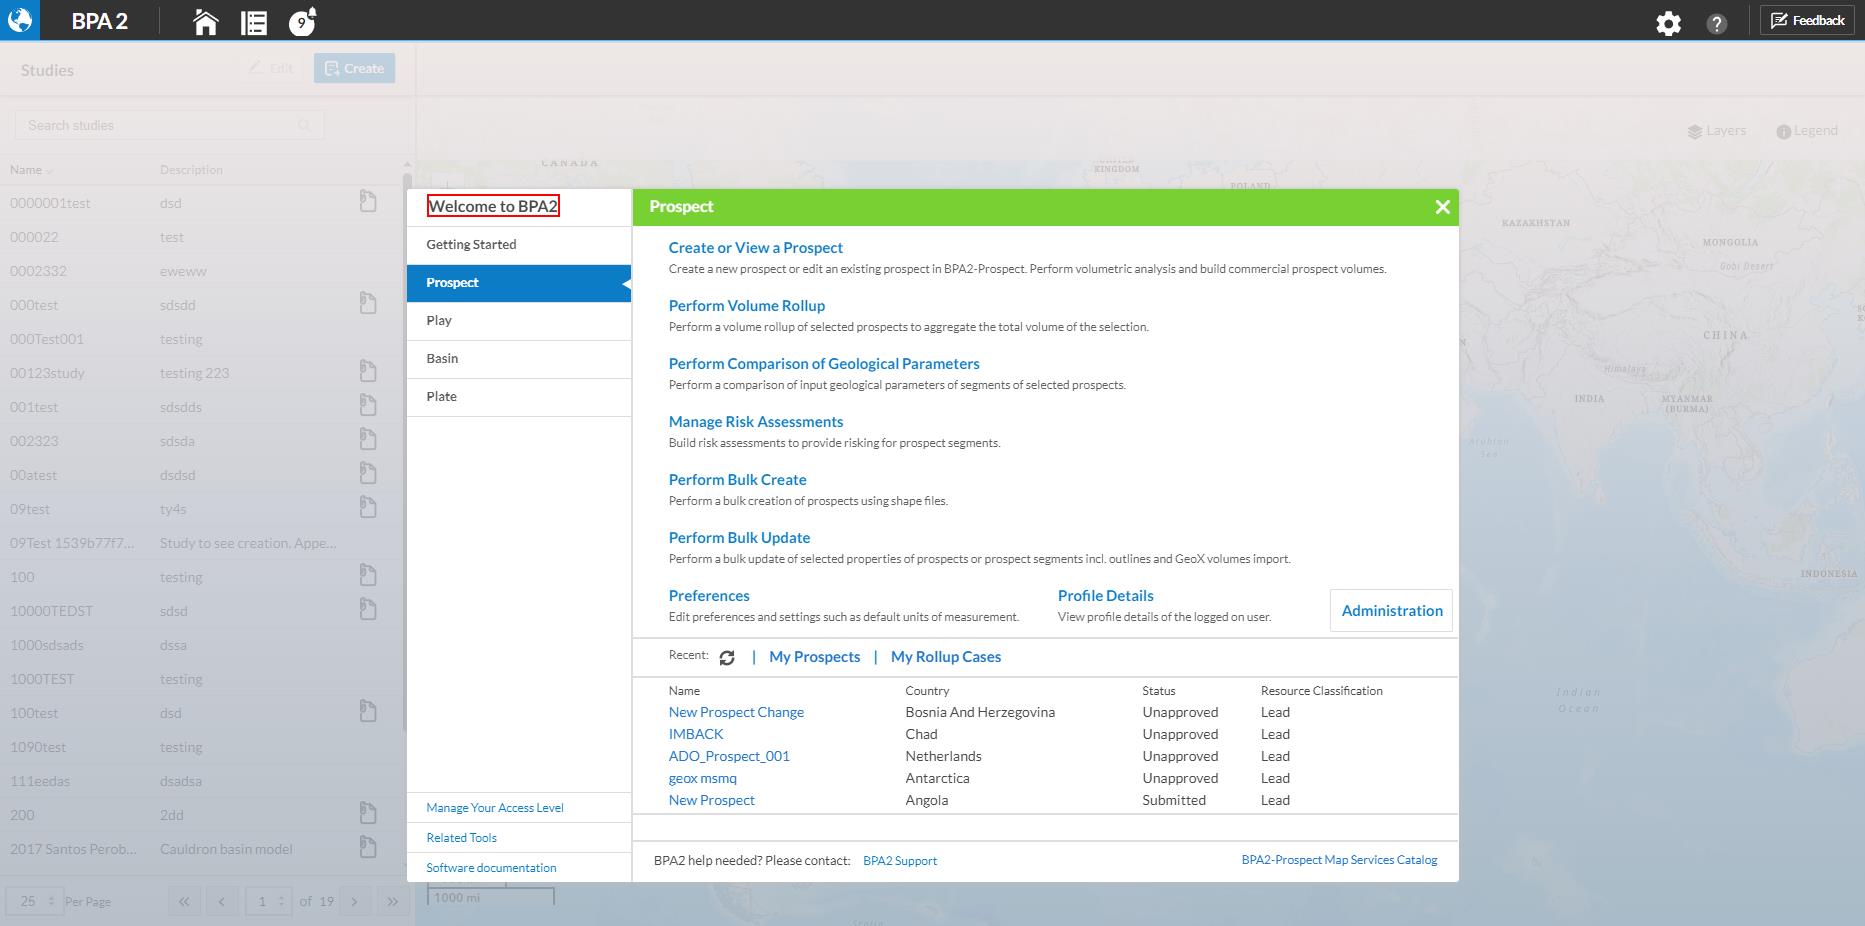 BPA 2
9
Feedback
Studies
Edit
Create
Search studies
Layers
Legend
Name
Description
0000001test dsd
000022 test
0002332 eweww
000test sdsdd
000Test001 testing
00123study testing 223
001test sdsdds
002323 sdsda
00atest dsdsd
09test ty4s
09Test 1539b77f7... Study to see creation. Appe...
100 testing
10000TEDST sdsd
1000sdsads dssa
1000TEST testing
100test dsd
1090test testing
111eedas dsadsa
200 2dd
2017 Santos Perob... Cauldron basin model
25 Per Page
1 of 19
CANADA
UNITED
KINGDOM
POLAND
KAZAKHSTAN
MONGOLIA
Gobi Desert
CHINA
Himalaya
INDIA
MYANMAR
(BURMA)
Arabian
Sea
INDONESIA
Indian
Ocean
1000 mi
Welcome to BPA2
Getting Started
Prospect
Play
Basin
Plate
Manage Your Access Level
Related Tools
Software documentation
Prospect
Create or View a Prospect
Create a new prospect or edit an existing prospect in BPA2-Prospect. Perform volumetric analysis and build commercial prospect volumes.
Perform Volume Rollup
Perform a volume rollup of selected prospects to aggregate the total volume of the selection.
Perform Comparison of Geological Parameters
Perform a comparison of input geological parameters of segments of selected prospects.
Manage Risk Assessments
Build risk assessments to provide risking for prospect segments.
Perform Bulk Create
Perform a bulk creation of prospects using shape files.
Perform Bulk Update
Perform a bulk update of selected properties of prospects or prospect segments incl. outlines and GeoX volumes import.
Preferences
Edit preferences and settings such as default units of measurement.
Profile Details
View profile details of the logged on user.
Administration
Recent: | My Prospects | My Rollup Cases
Name Country Status Resource Classification
New Prospect Change Bosnia And Herzegovina Unapproved Lead
IMBACK Chad Unapproved Lead
ADO_Prospect_001 Netherlands Unapproved Lead
geox msmq Antarctica Unapproved Lead
New Prospect Angola Submitted Lead
BPA2 help needed? Please contact: BPA2 Support
BPA2-Prospect Map Services Catalog